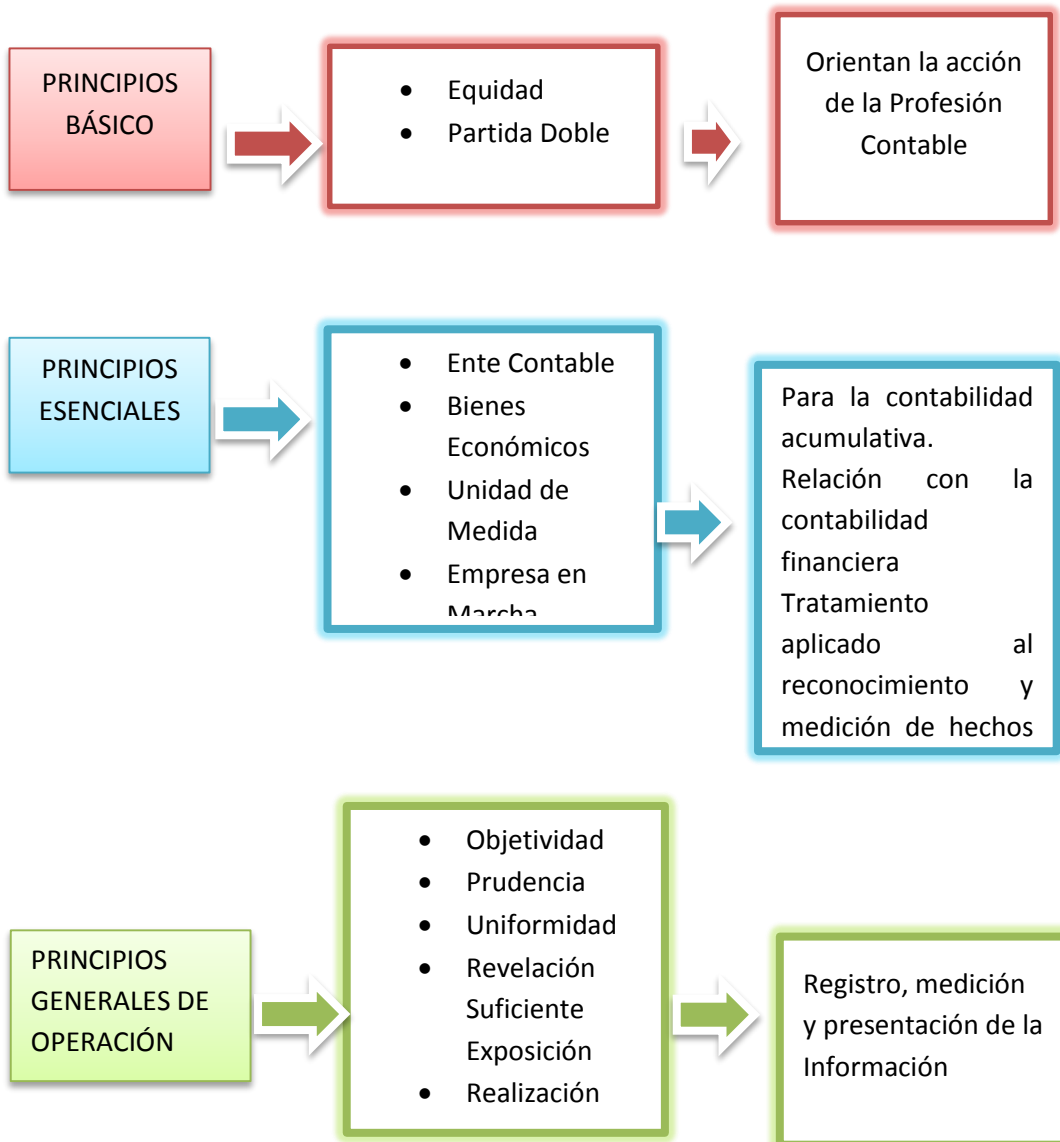 PRINCIPIOS
BÁSICO
• Equidad
• Partida Doble
Orientan la acción
de la Profesión
Contable
PRINCIPIOS
ESENCIALES
• Ente Contable
• Bienes
Económicos
• Unidad de
Medida
• Empresa en
Marcha
Para la contabilidad
acumulativa.
Relación con la
contabilidad
financiera
Tratamiento
aplicado al
reconocimiento y
medición de hechos
PRINCIPIOS
GENERALES DE
OPERACIÓN
• Objetividad
• Prudencia
• Uniformidad
• Revelación
Suficiente
Exposición
• Realización
Registro, medición
y presentación de la
Información